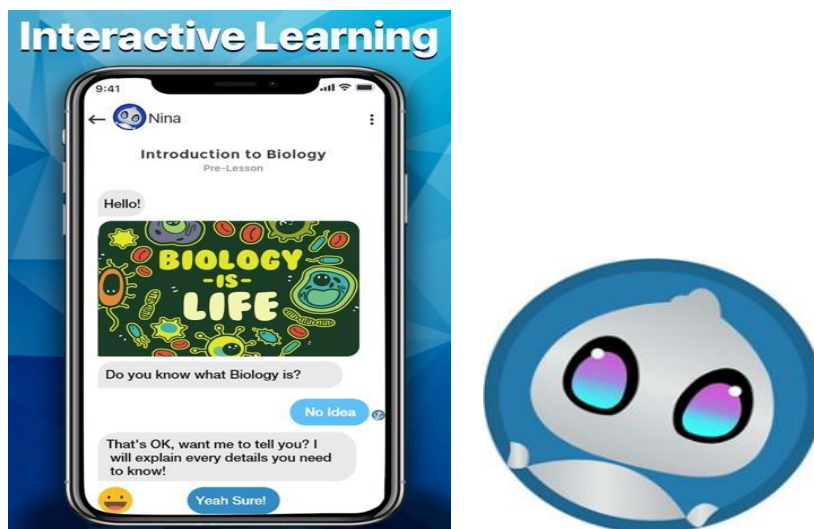 Interactive Learning
9:41
Nina
Introduction to Biology
Pre-Lesson
Hello!
BIOLOGY
-IS-
LIFE
Do you know what Biology is?
No Idea
That's OK, want me to tell you? I
will explain every details you need
to know!
Yeah Sure!